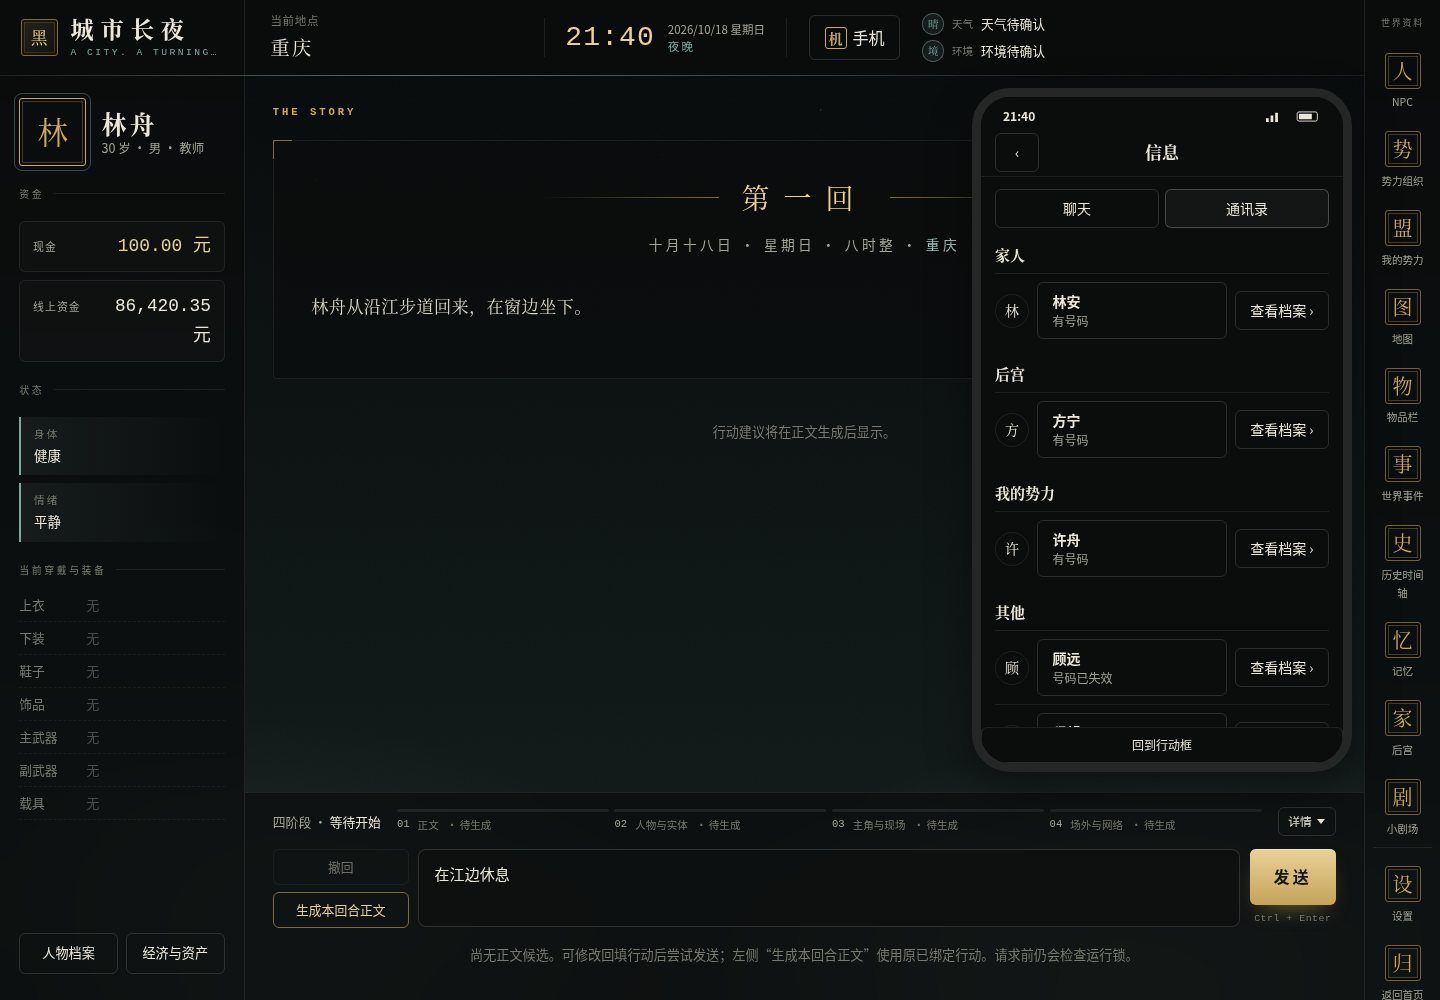 黑
城市长夜
A CITY. A TURNING…
当前地点
重庆
21:40
2026/10/18 星期日
夜晚
机 手机
晴 天气 天气待确认
境 环境 环境待确认
林
林舟
30 岁 · 男 · 教师
资金
现金 100.00 元
线上资金 86,420.35
元
状态
身体
健康
情绪
平静
当前穿戴与装备
上衣 无
下装 无
鞋子 无
饰品 无
主武器 无
副武器 无
载具 无
人物档案
经济与资产
THE STORY
第一回
十月十八日 · 星期日 · 八时整 · 重庆
林舟从沿江步道回来，在窗边坐下。
行动建议将在正文生成后显示。
21:40
‹
信息
聊天
通讯录
家人
林
林安
有号码
查看档案 ›
后宫
方
方宁
有号码
查看档案 ›
我的势力
许
许舟
有号码
查看档案 ›
其他
顾
顾远
号码已失效
查看档案 ›
回到行动框
四阶段 · 等待开始
01 正文 · 待生成
02 人物与实体 · 待生成
03 主角与现场 · 待生成
04 场外与网络 · 待生成
详情
撤回
生成本回合正文
在江边休息
发送
Ctrl + Enter
尚无正文候选。可修改回填行动后尝试发送；左侧“生成本回合正文”使用原已绑定行动。请求前仍会检查运行锁。
世界资料
人
NPC
势
势力组织
盟
我的势力
图
地图
物
物品栏
事
世界事件
史
历史时间
轴
忆
记忆
家
后宫
剧
小剧场
设
设置
归
返回首页